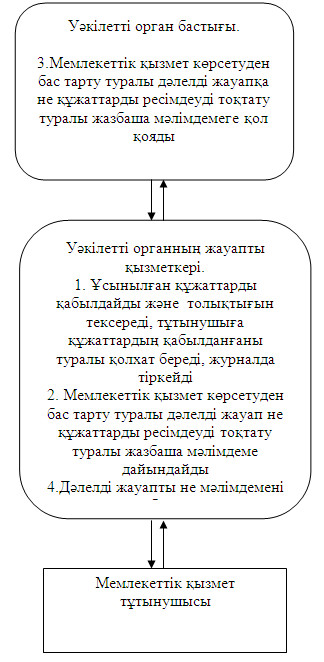 Уәкілетті орган бастығы.
3.Мемлекеттік қызмет көрсетуден
бас тарту туралы дәлелді жауапқа
не құжаттарды ресімдеуді тоқтату
туралы жазбаша мәлімдемеге қол
қояды
Уәкілетті органның жауапты
қызметкері.
1. Ұсынылған құжаттарды
қабылдайды және толықтығын
тексереді, тұтынушыға
құжаттардың қабылданғаны
туралы қолхат береді, журналда
тіркейді
2. Мемлекеттік қызмет көрсетуден
бас тарту туралы дәлелді жауап не
құжаттарды ресімдеуді тоқтату
туралы жазбаша мәлімдеме
дайындайды
4.Дәлелді жауапты не мәлімдемені
Мемлекеттік қызмет
тұтынушысы